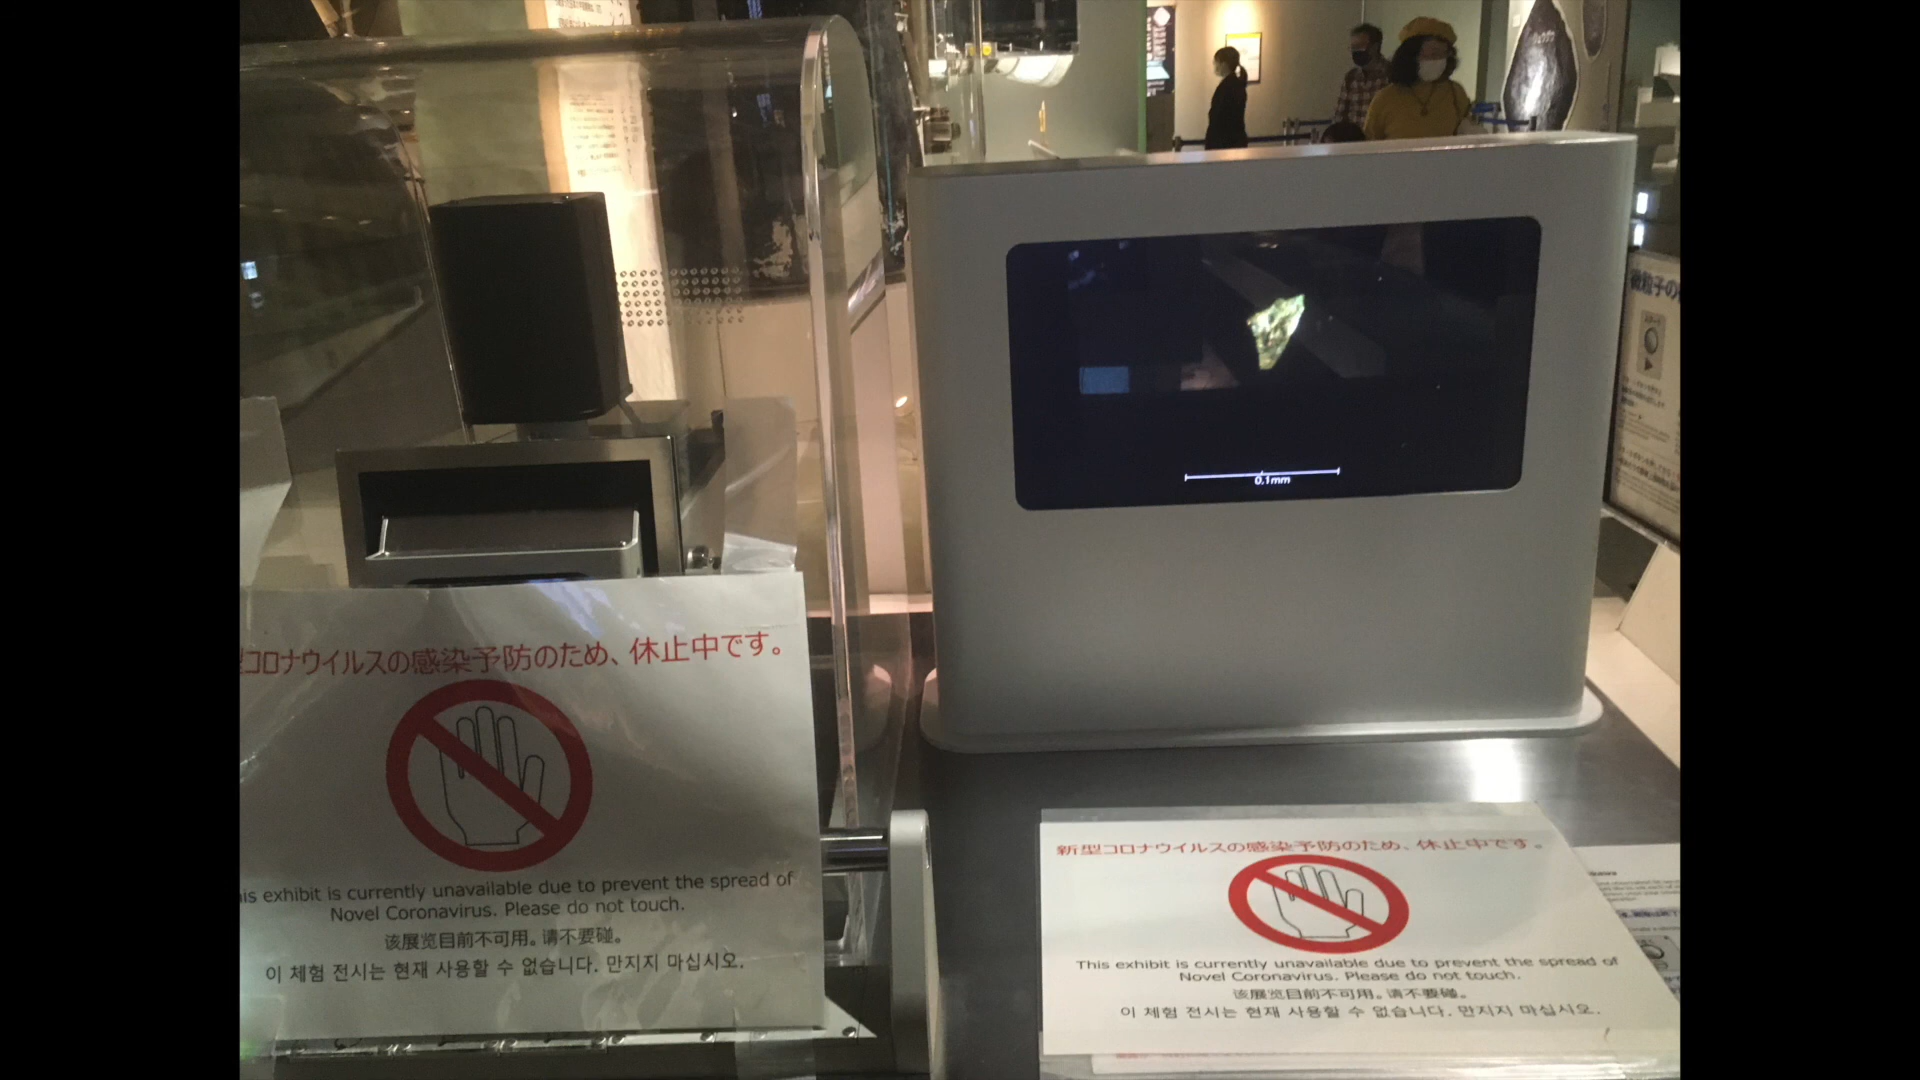 0.1mm
微粒子の
コロナウイルスの感染予防のため、休止中です。
exhibit is currently unavailable due to prevent the spread of
Novel Coronavirus. Please do not touch.
该展览目前不可用。请不要碰。
이 체험 전시는 현재 사용할 수 없습니다. 만지지 마십시오.
新型コロナウイルスの感染予防のため、休止中です。
This exhibit is currently unavailable due to prevent the spread of
Novel Coronavirus. Please do not touch.
该展览目前不可用。请不要碰。
이 체험 전시는 현재 사용할 수 없습니다. 만지지 마십시오.